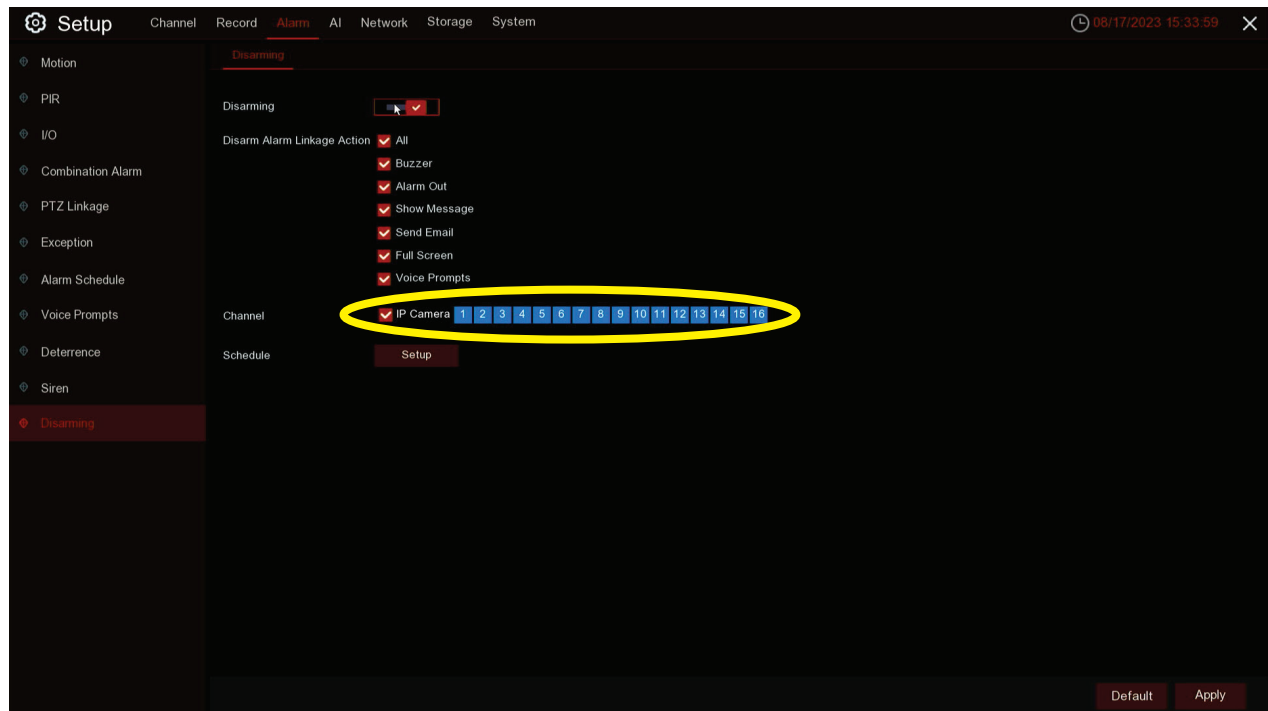 Setup Channel Record Alarm AI Network Storage System 08/17/2023 15:33:59
Motion
PIR
I/O
Combination Alarm
PTZ Linkage
Exception
Alarm Schedule
Voice Prompts
Deterrence
Siren
Disarming
Disarming
Disarming
Disarm Alarm Linkage Action All
Buzzer
Alarm Out
Show Message
Send Email
Full Screen
Voice Prompts
Channel IP Camera 1 2 3 4 5 6 7 8 9 10 11 12 13 14 15 16
Schedule Setup
Default Apply